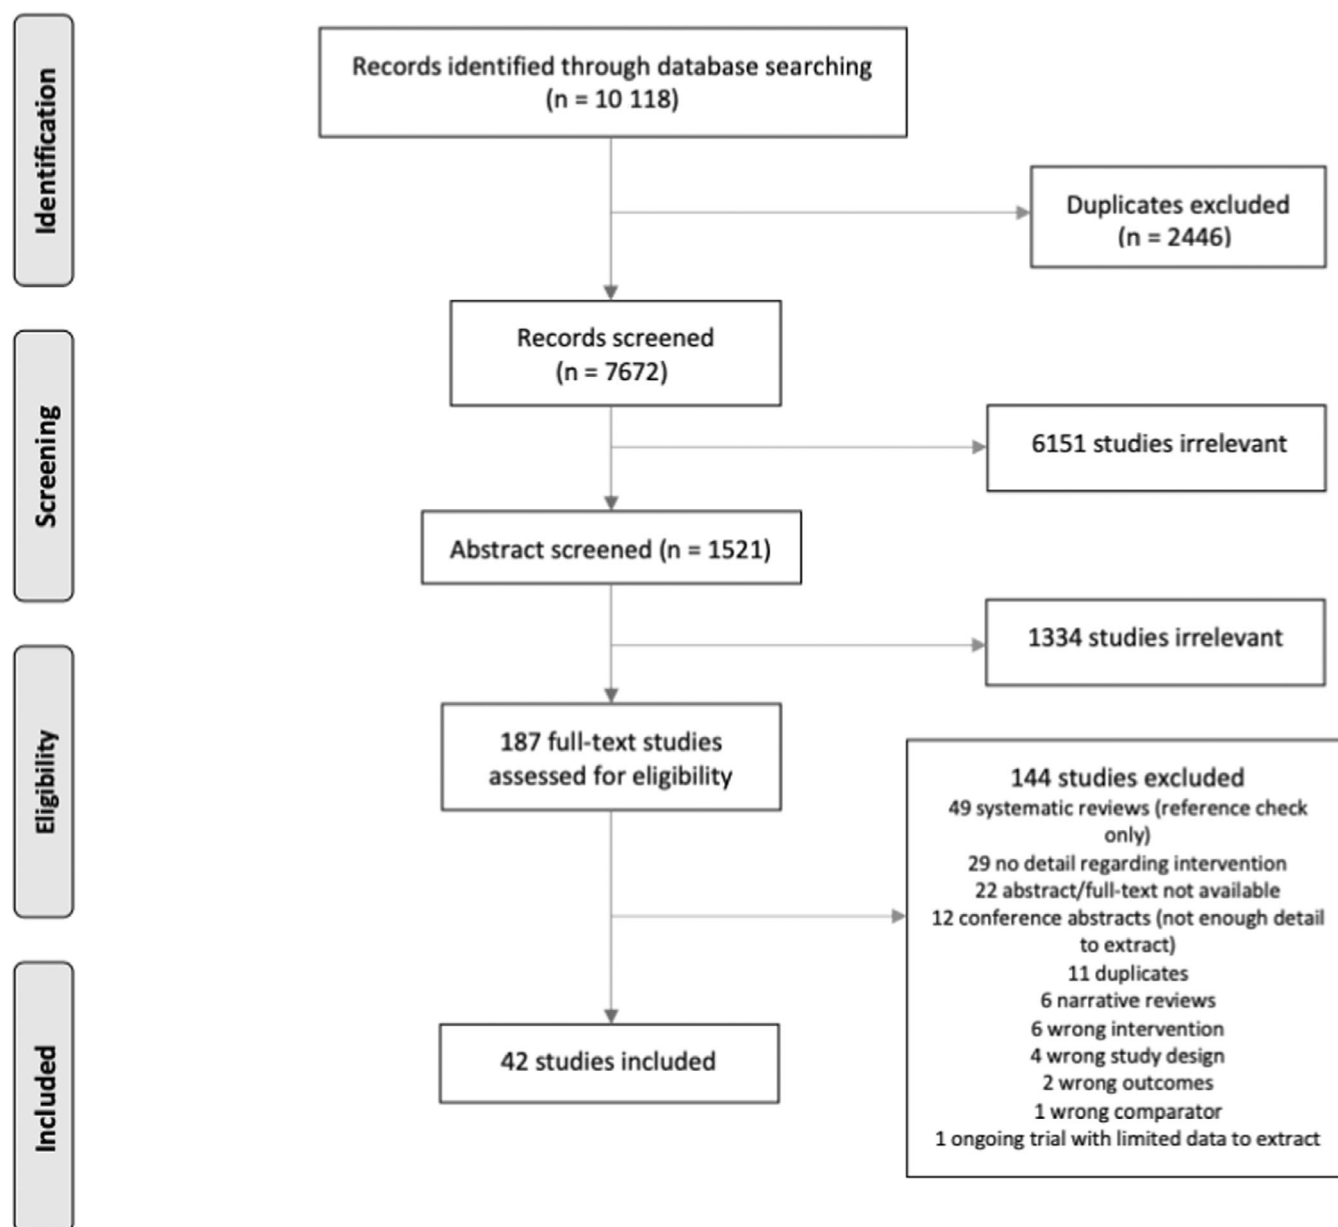 Identification
Records identified through database searching
(n = 10 118)
Duplicates excluded
(n = 2446)
Screening
Records screened
(n = 7672)
6151 studies irrelevant
Abstract screened (n = 1521)
1334 studies irrelevant
Eligibility
187 full-text studies
assessed for eligibility
144 studies excluded
49 systematic reviews (reference check
only)
29 no detail regarding intervention
22 abstract/full-text not available
12 conference abstracts (not enough detail
to extract)
11 duplicates
6 narrative reviews
6 wrong intervention
4 wrong study design
2 wrong outcomes
1 wrong comparator
1 ongoing trial with limited data to extract
Included
42 studies included